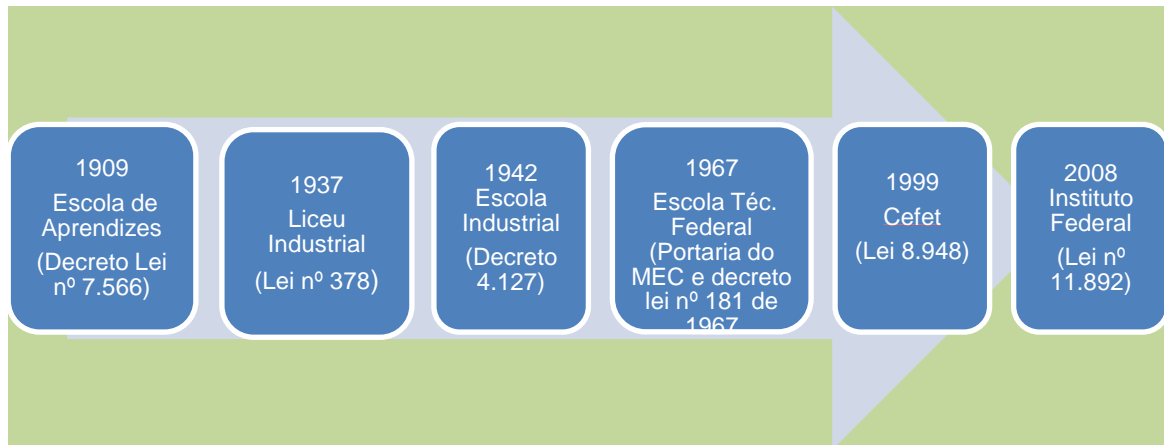 1909
Escola de
Aprendizes
(Decreto Lei
nº 7.566)
1937
Liceu
Industrial
(Lei nº 378)
1942
Escola
Industrial
(Decreto
4.127)
1967
Escola Téc.
Federal
(Portaria do
MEC e decreto
lei nº 181 de
1967
1999
Cefet
(Lei 8.948)
2008
Instituto
Federal
(Lei nº
11.892)